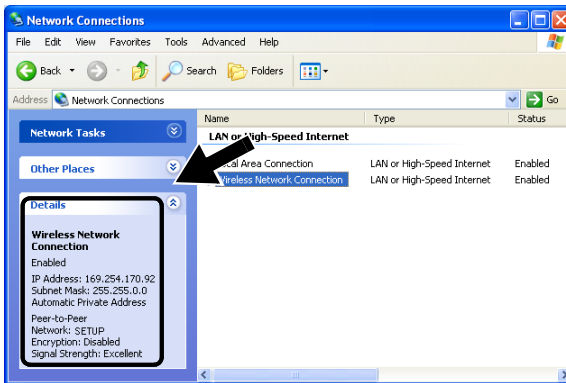 Network Connections
File Edit View Favorites Tools Advanced Help
Back Search Folders
Address Network Connections Go
Name Type Status
Network Tasks
LAN or High-Speed Internet
Other Places
Local Area Connection LAN or High-Speed Internet Enabled
Wireless Network Connection LAN or High-Speed Internet Enabled
Details
Wireless Network
Connection
Enabled
IP Address: 169.254.170.92
Subnet Mask: 255.255.0.0
Automatic Private Address
Peer-to-Peer
Network: SETUP
Encryption: Disabled
Signal Strength: Excellent